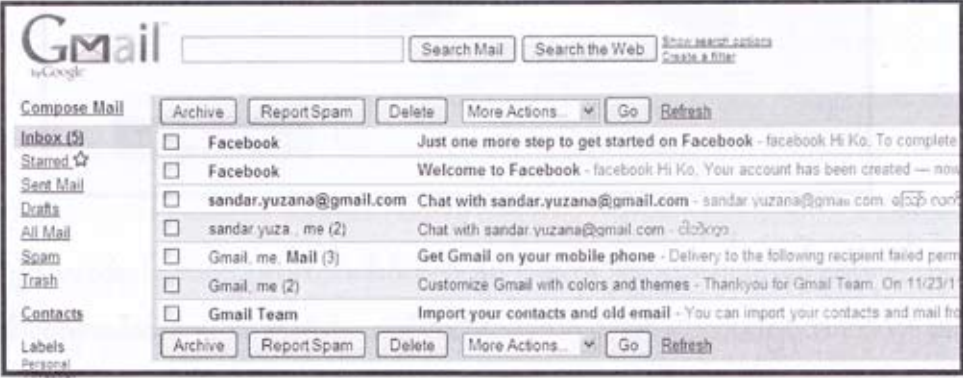 Gmail
by Google
Search Mail Search the Web Show search options
Create a filter
Compose Mail
Archive Report Spam Delete More Actions... Go Refresh
Inbox (5)
Facebook Just one more step to get started on Facebook - facebook Hi Ko, To complete
Starred
Facebook Welcome to Facebook - facebook Hi Ko, Your account has been created — now
Sent Mail
sandar.yuzana@gmail.com Chat with sandar.yuzana@gmail.com - sandar.yuzana@gmail.com
Drafts
sandar.yuza., me (2) Chat with sandar.yuzana@gmail.com -
All Mail
Gmail, me, Mail (3) Get Gmail on your mobile phone - Delivery to the following recipient failed perm
Spam
Gmail, me (2) Customize Gmail with colors and themes - Thankyou for Gmail Team. On 11/23/1
Trash
Gmail Team Import your contacts and old email - You can import your contacts and mail fro
Contacts
Archive Report Spam Delete More Actions... Go Refresh
Labels
Personal